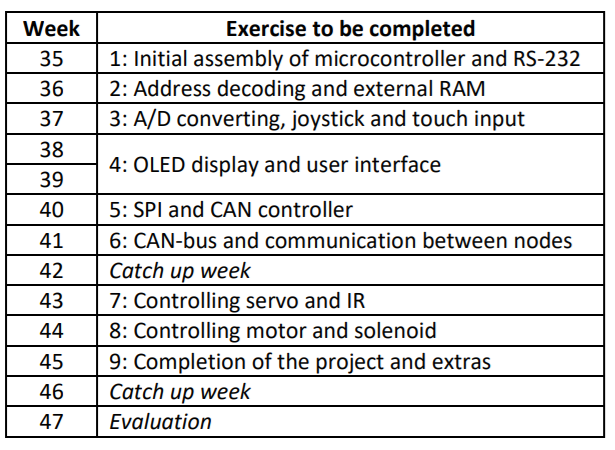 Week Exercise to be completed
35 1: Initial assembly of microcontroller and RS-232
36 2: Address decoding and external RAM
37 3: A/D converting, joystick and touch input
38
4: OLED display and user interface
39
40 5: SPI and CAN controller
41 6: CAN-bus and communication between nodes
42 Catch up week
43 7: Controlling servo and IR
44 8: Controlling motor and solenoid
45 9: Completion of the project and extras
46 Catch up week
47 Evaluation